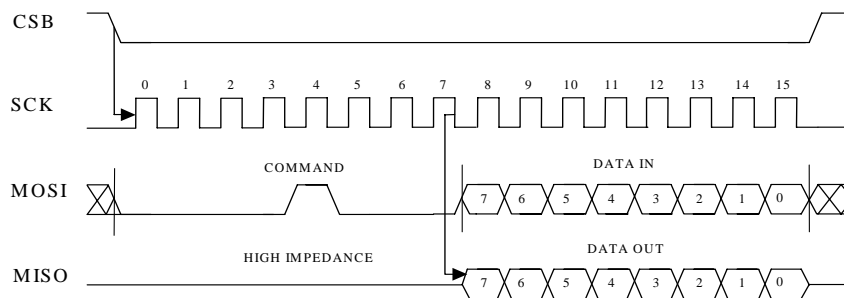 CSB
0 1 2 3 4 5 6 7 8 9 10 11 12 13 14 15
SCK
COMMAND DATA IN
MOSI 7 6 5 4 3 2 1 0
HIGH IMPEDANCE DATA OUT
MISO 7 6 5 4 3 2 1 0